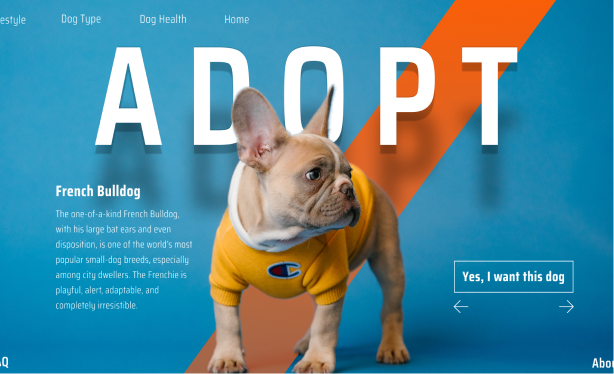 estyle Dog Type Dog Health Home
ADOPT
French Bulldog
The one-of-a-kind French Bulldog,
with his large bat ears and even
disposition, is one of the world's most
popular small-dog breeds, especially
among city dwellers. The Frenchie is
playful, alert, adaptable, and
completely irresistible.
Yes, I want this dog
AQ Abo